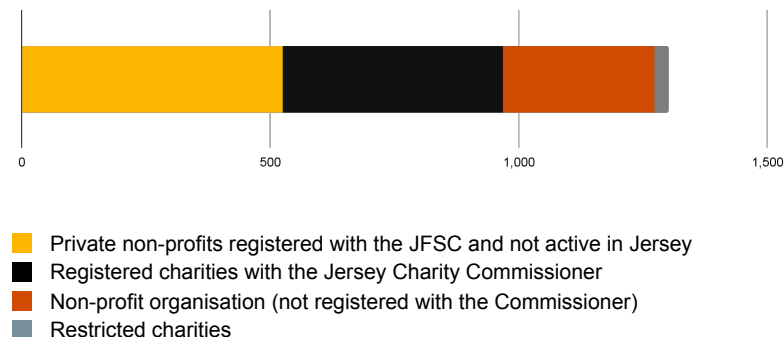 0
500
1,000
1,500
Private non-profits registered with the JFSC and not active in Jersey
Registered charities with the Jersey Charity Commissioner
Non-profit organisation (not registered with the Commissioner)
Restricted charities